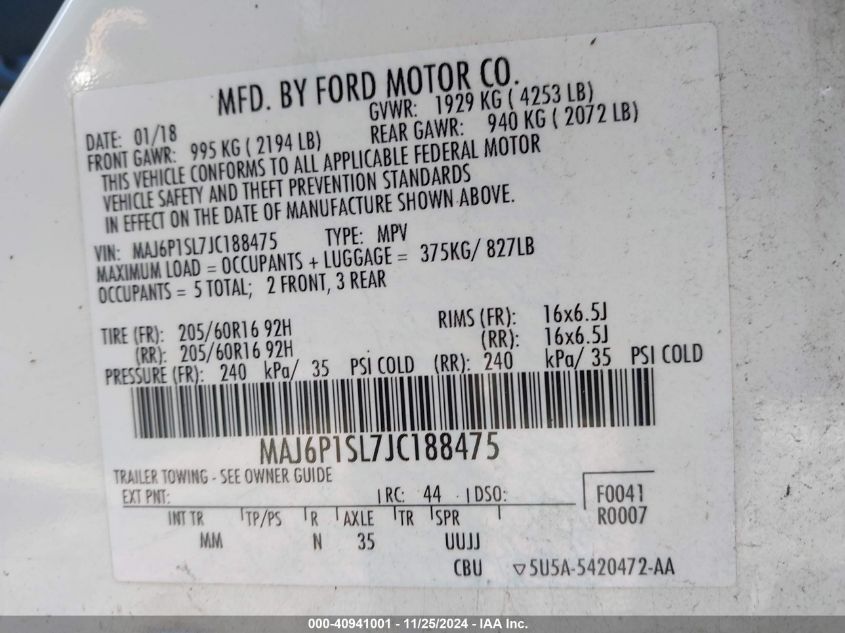 MFD. BY FORD MOTOR CO.
DATE: 01/18 GVWR: 1929 KG ( 4253 LB)
FRONT GAWR: 995 KG ( 2194 LB) REAR GAWR: 940 KG ( 2072 LB)
THIS VEHICLE CONFORMS TO ALL APPLICABLE FEDERAL MOTOR
VEHICLE SAFETY AND THEFT PREVENTION STANDARDS
IN EFFECT ON THE DATE OF MANUFACTURE SHOWN ABOVE.
VIN: MAJ6P1SL7JC188475 TYPE: MPV
MAXIMUM LOAD = OCCUPANTS + LUGGAGE = 375KG/ 827LB
OCCUPANTS = 5 TOTAL; 2 FRONT, 3 REAR
TIRE (FR): 205/60R16 92H RIMS (FR): 16x6.5J
(RR): 205/60R16 92H (RR): 16x6.5J
PRESSURE (FR): 240 kPa/ 35 PSI COLD (RR): 240 kPa/ 35 PSI COLD
MAJ6P1SL7JC188475
TRAILER TOWING - SEE OWNER GUIDE
EXT PNT: RC: 44 DSO: F0041
INT TR TP/PS R AXLE TR SPR R0007
MM N 35 UUJJ
CBU ▽5U5A-5420472-AA
000-40941001 - 11/25/2024 - IAA Inc.